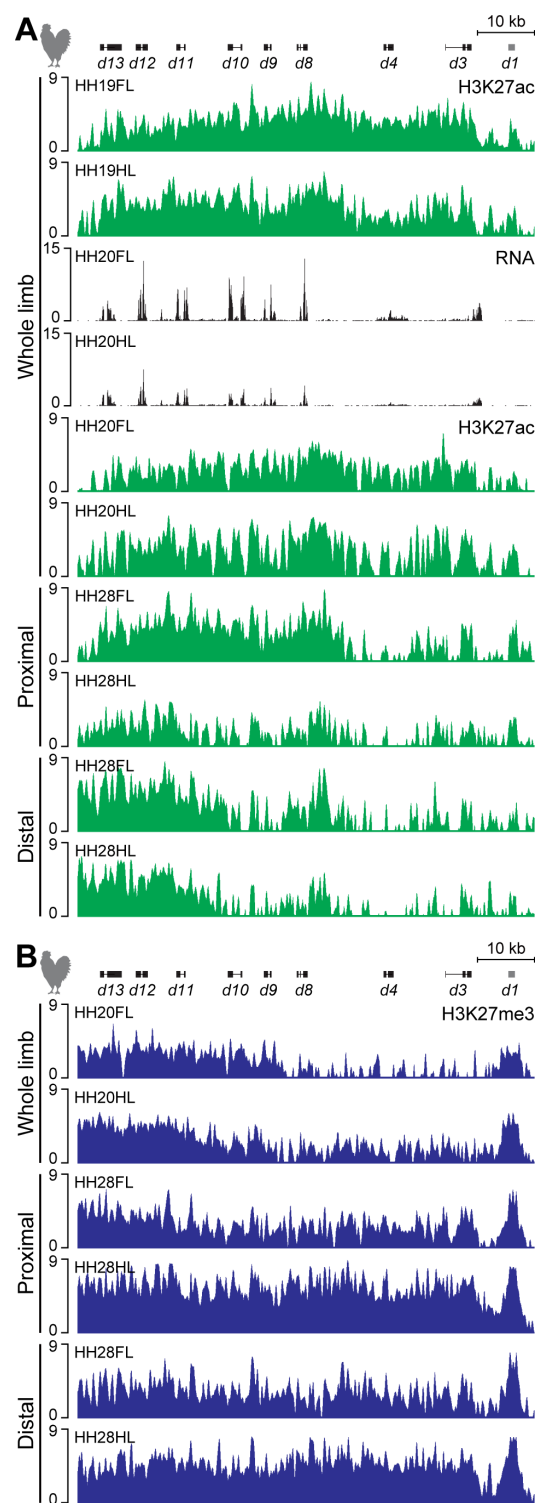 A
10 kb
d13 d12 d11 d10 d9 d8 d4 d3 d1
Whole limb
9
HH19FL
H3K27ac
0
9
HH19HL
0
15
HH20FL
RNA
0
15
HH20HL
0
9
HH20FL
H3K27ac
0
9
HH20HL
0
Proximal
9
HH28FL
0
9
HH28HL
0
Distal
9
HH28FL
0
9
HH28HL
0
B
10 kb
d13 d12 d11 d10 d9 d8 d4 d3 d1
Whole limb
9
HH20FL
H3K27me3
0
9
HH20HL
0
Proximal
9
HH28FL
0
9
HH28HL
0
Distal
9
HH28FL
0
9
HH28HL
0